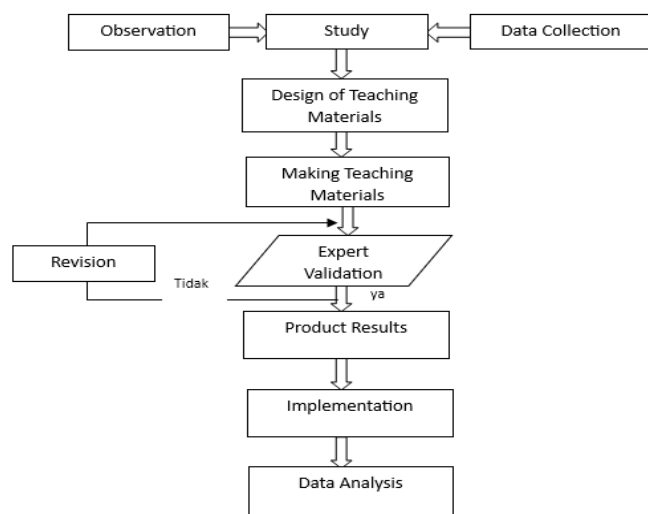 Observation
Study
Data Collection
Design of Teaching
Materials
Making Teaching
Materials
Expert
Validation
Revision
Tidak
ya
Product Results
Implementation
Data Analysis